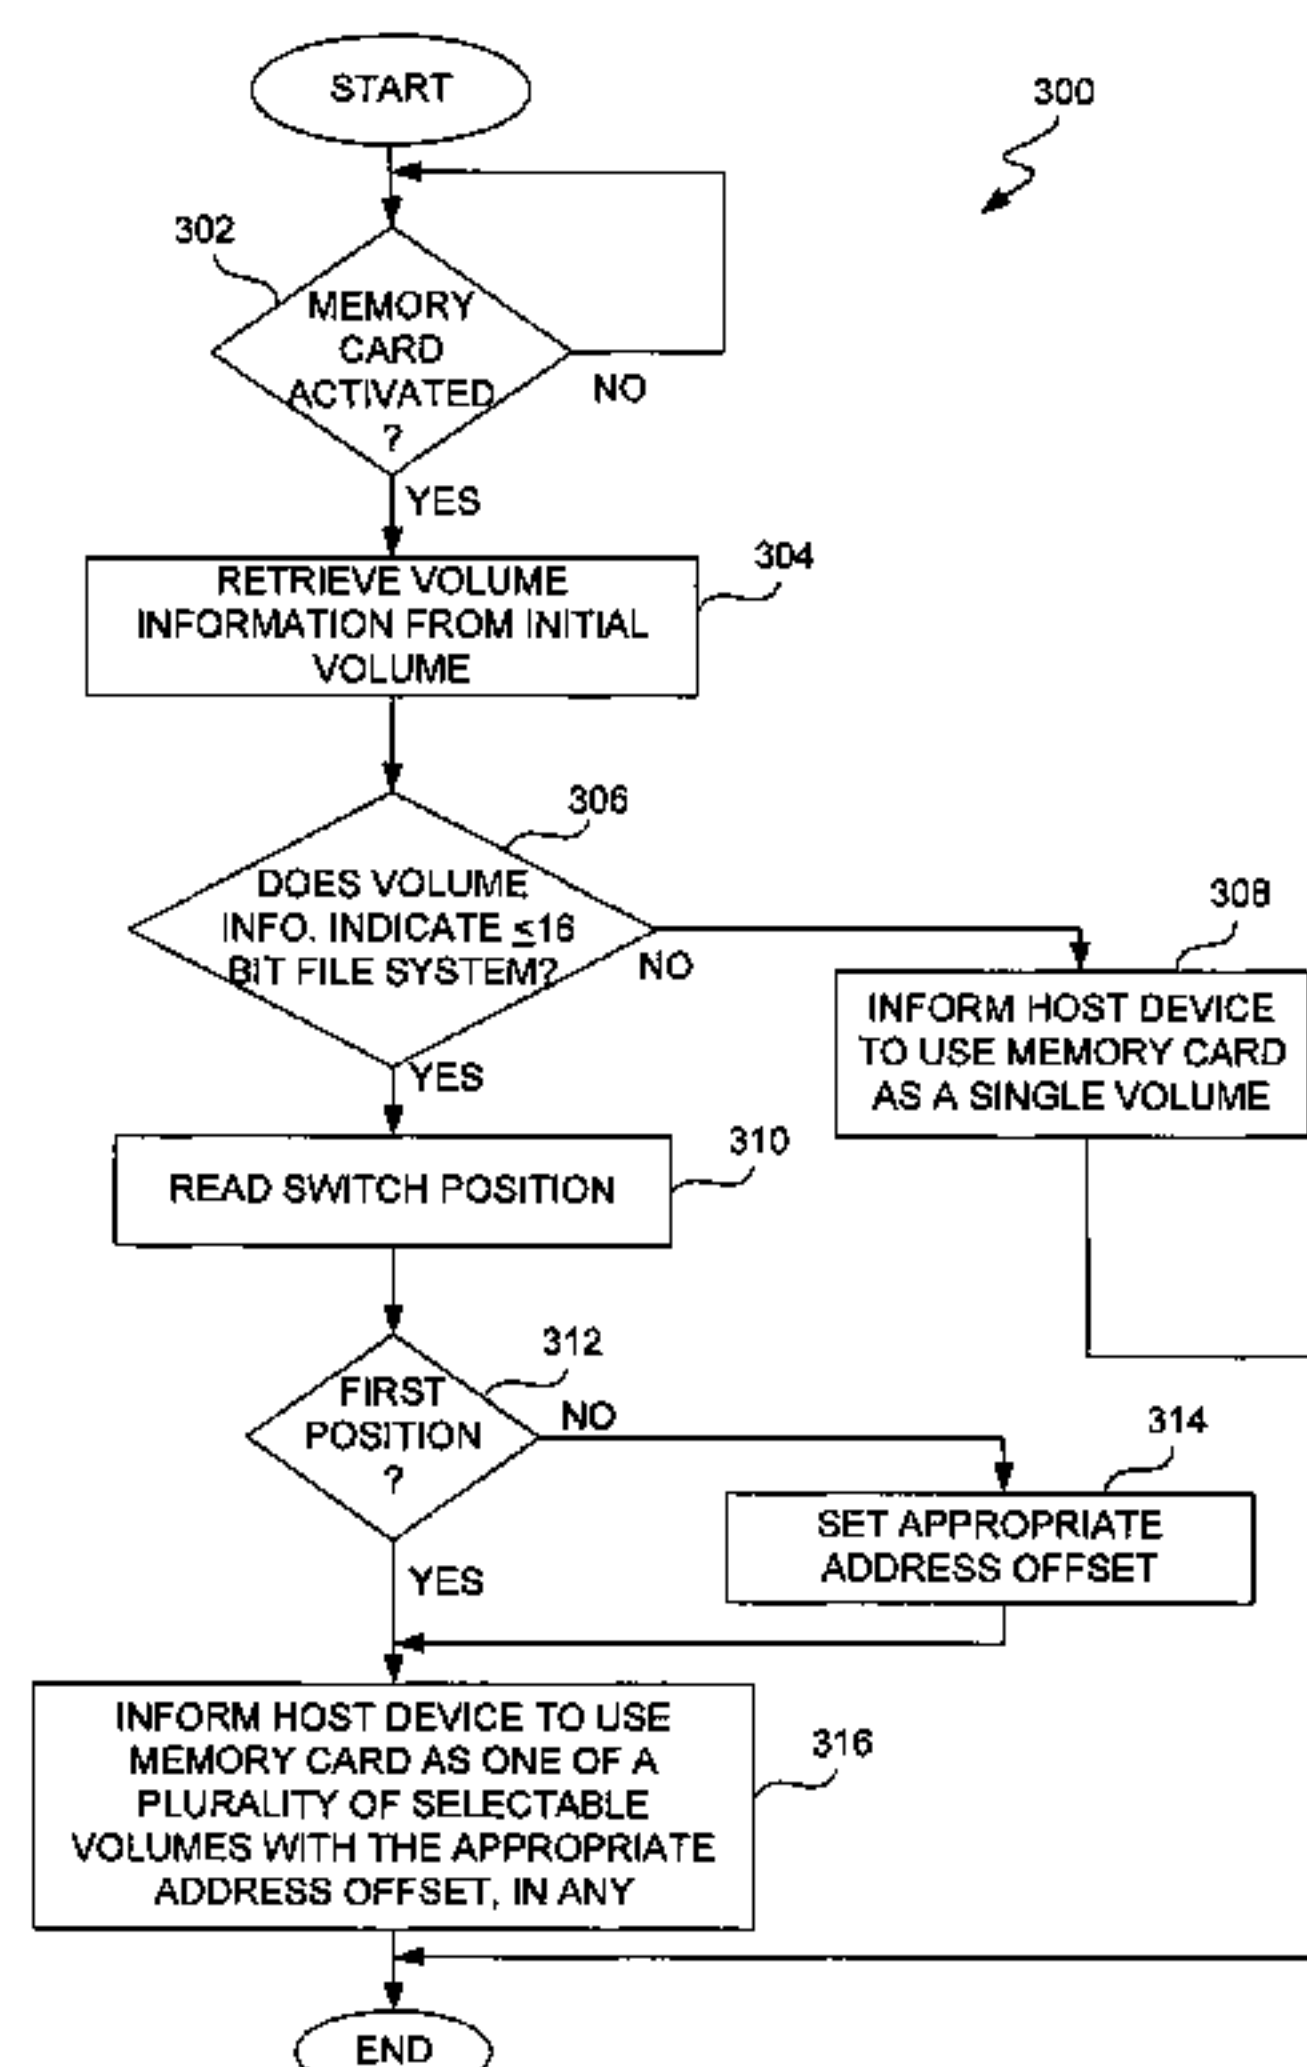 START
300
302
MEMORY
CARD
ACTIVATED
?
NO
YES
304
RETRIEVE VOLUME
INFORMATION FROM INITIAL
VOLUME
306
DOES VOLUME
INFO. INDICATE ≤16
BIT FILE SYSTEM?
NO
YES
308
INFORM HOST DEVICE
TO USE MEMORY CARD
AS A SINGLE VOLUME
310
READ SWITCH POSITION
312
FIRST
POSITION
?
NO
YES
314
SET APPROPRIATE
ADDRESS OFFSET
INFORM HOST DEVICE TO USE
MEMORY CARD AS ONE OF A
PLURALITY OF SELECTABLE
VOLUMES WITH THE APPROPRIATE
ADDRESS OFFSET, IN ANY
316
END